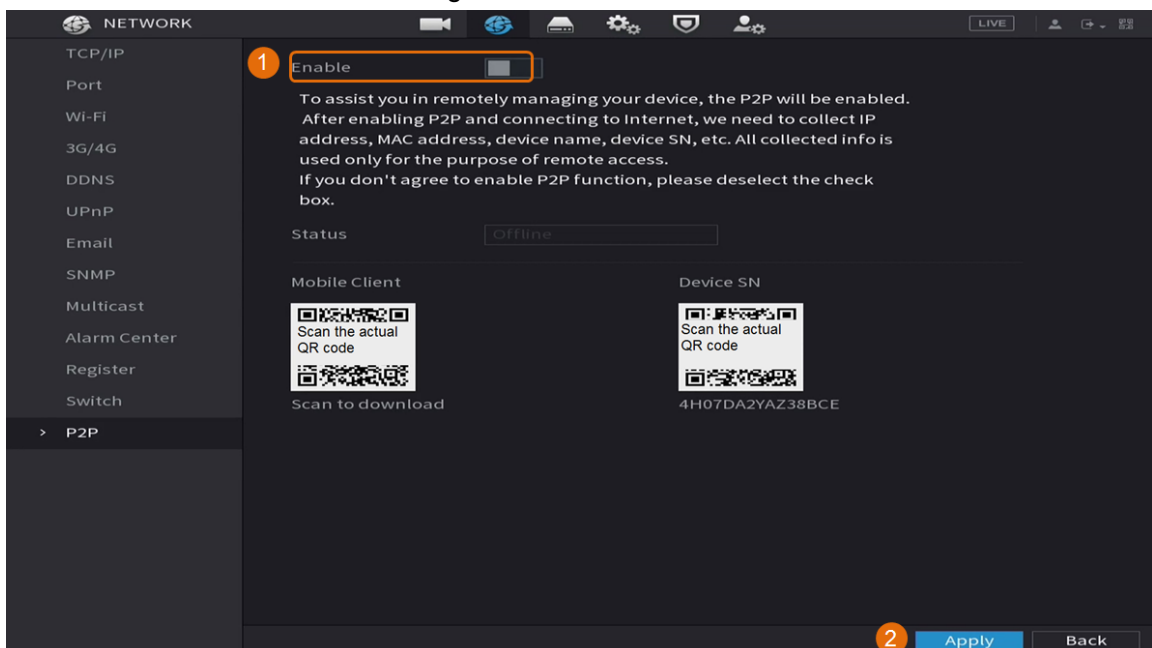 NETWORK
LIVE
TCP/IP
Port
Wi-Fi
3G/4G
DDNS
UPnP
Email
SNMP
Multicast
Alarm Center
Register
Switch
> P2P
1
Enable
To assist you in remotely managing your device, the P2P will be enabled.
After enabling P2P and connecting to Internet, we need to collect IP
address, MAC address, device name, device SN, etc. All collected info is
used only for the purpose of remote access.
If you don't agree to enable P2P function, please deselect the check
box.
Status
Offline
Mobile Client
Scan the actual
QR code
Scan to download
Device SN
Scan the actual
QR code
4H07DA2YAZ38BCE
2
Apply
Back